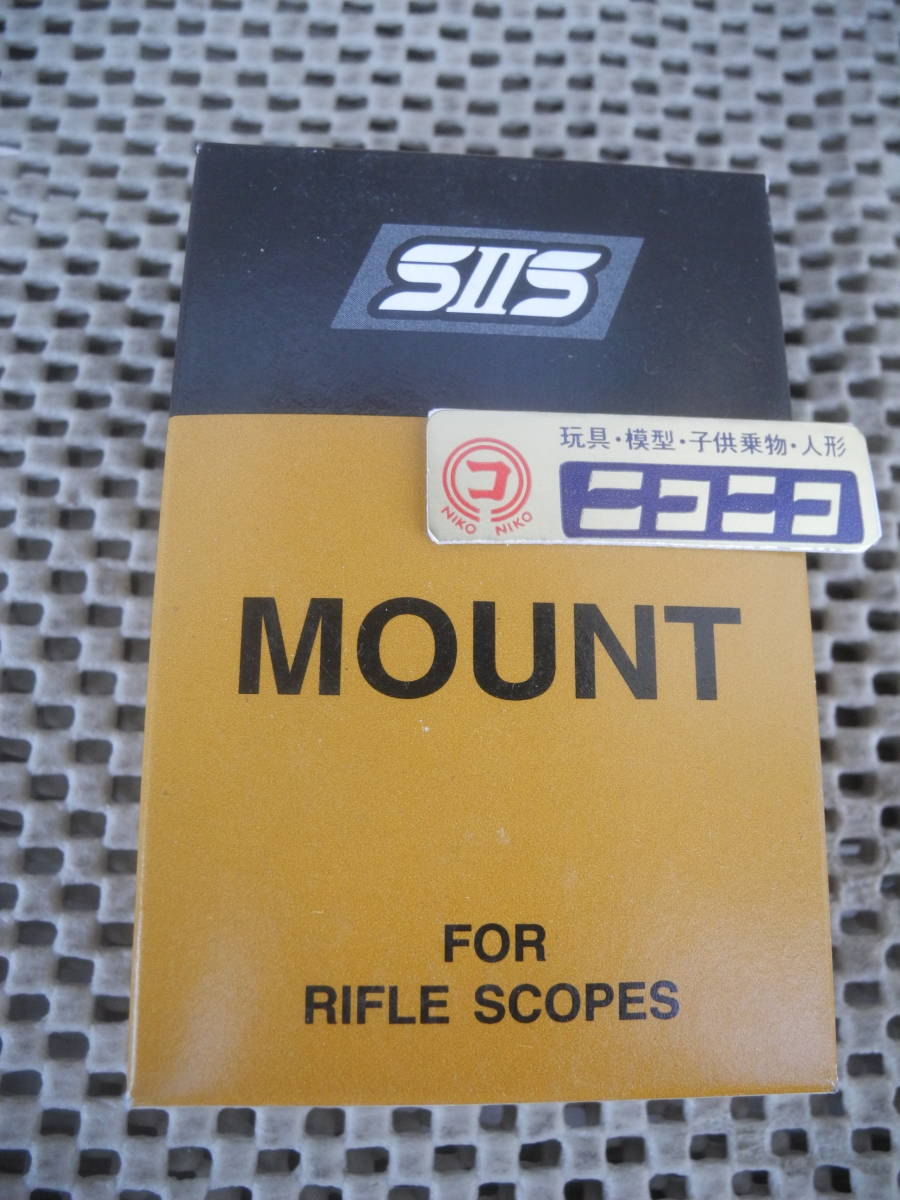 SIIS
玩具・模型・子供乗物・人形
コ
NIKO NIKO
ニコニコ
MOUNT
FOR
RIFLE SCOPES